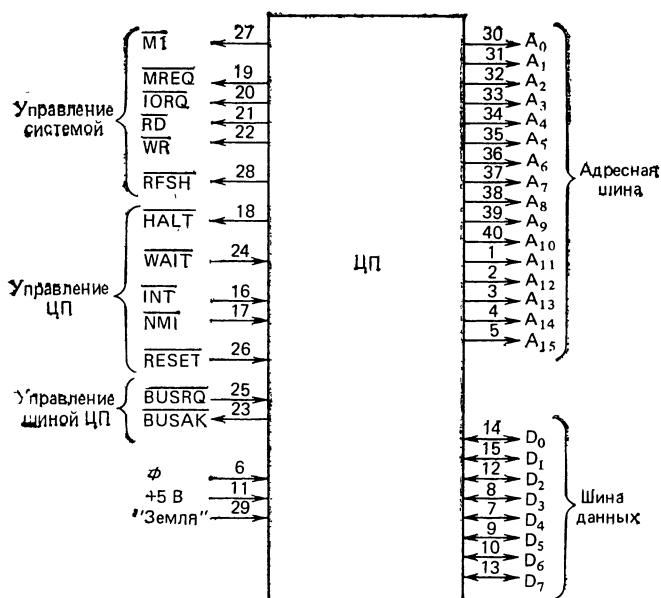 Управление
системой
M1 27
MREQ 19
IORQ 20
RD 21
WR 22
RFSH 28
Управление
ЦП
HALT 18
WAIT 24
INT 16
NMI 17
RESET 26
Управление
шиной ЦП
BUSRQ 25
BUSAK 23
Φ 6
+5 В 11
"Земля" 29
ЦП
30 A0
31 A1
32 A2
33 A3
34 A4
35 A5
36 A6
37 A7
38 A8
39 A9
40 A10
1 A11
2 A12
3 A13
4 A14
5 A15
Адресная
шина
14 D0
15 D1
12 D2
8 D3
7 D4
9 D5
10 D6
13 D7
Шина
данных